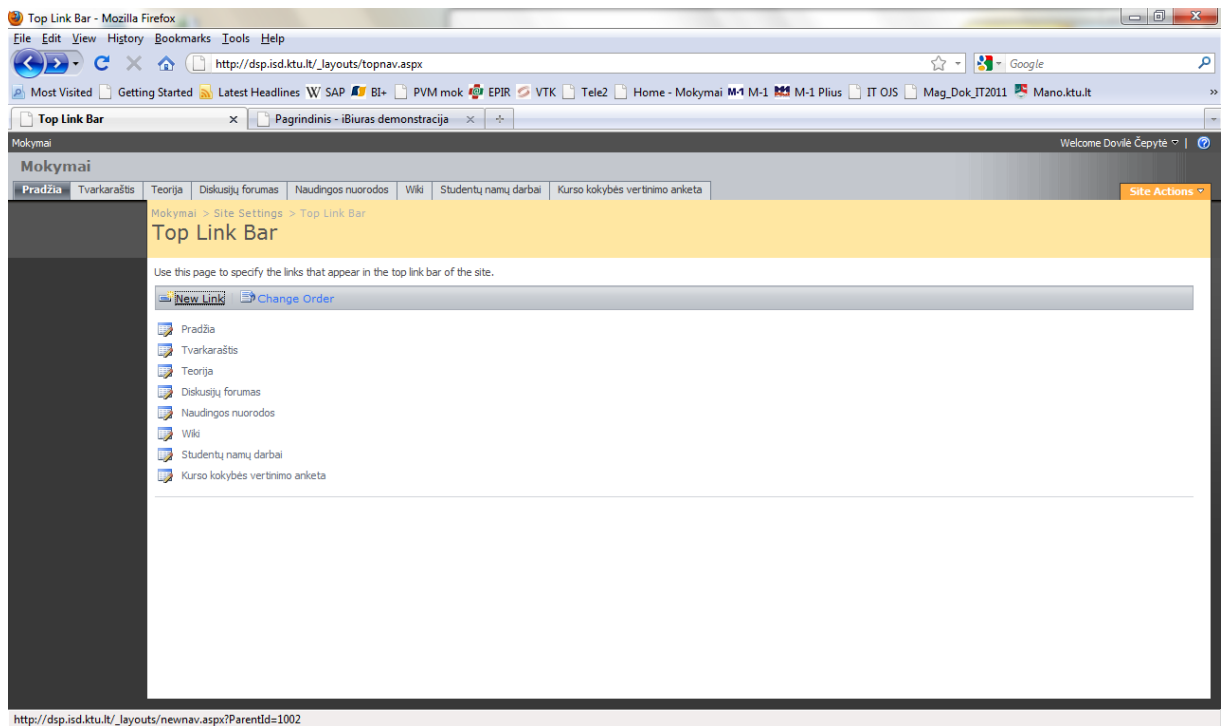 Top Link Bar - Mozilla Firefox
File Edit View History Bookmarks Tools Help
http://dsp.isd.ktu.lt/_layouts/topnav.aspx
Google
Most Visited Getting Started Latest Headlines W SAP BI+ PVM mok EPIR VTK Tele2 Home - Mokymai M-1 M-1 M-1 Plius IT OJS Mag_Dok_IT2011 Mano.ktu.lt »
Top Link Bar Pagrindinis - iBiuras demonstracija
Mokymai Welcome Dovilė Čepytė |
Mokymai
Pradžia Tvarkaraštis Teorija Diskusijų forumas Naudingos nuorodos Wiki Studentų namų darbai Kurso kokybės vertinimo anketa Site Actions
Mokymai > Site Settings > Top Link Bar
Top Link Bar
Use this page to specify the links that appear in the top link bar of the site.
New Link | Change Order
Pradžia
Tvarkaraštis
Teorija
Diskusijų forumas
Naudingos nuorodos
Wiki
Studentų namų darbai
Kurso kokybės vertinimo anketa
http://dsp.isd.ktu.lt/_layouts/newnav.aspx?ParentId=1002